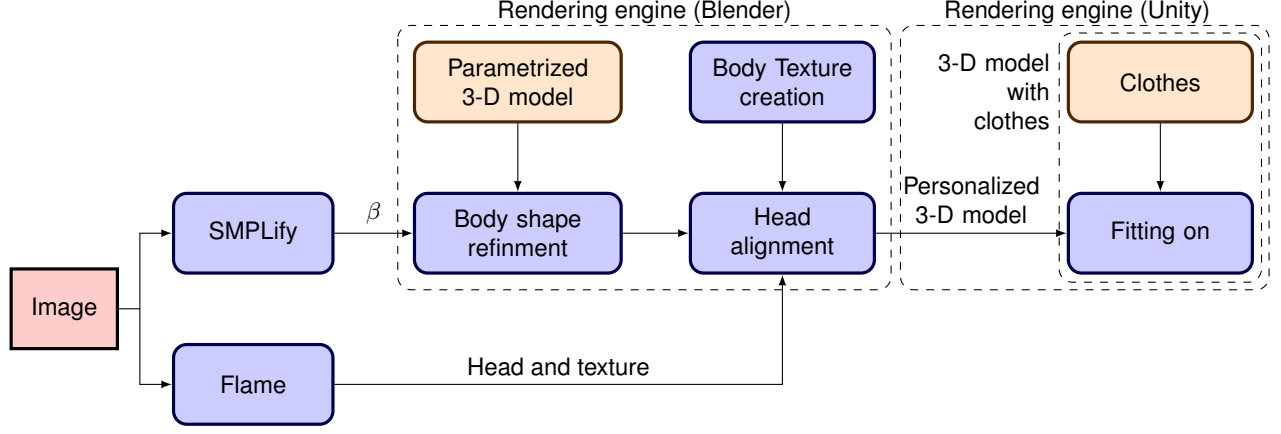 Rendering engine (Blender)
Rendering engine (Unity)
Parametrized
3-D model
Body Texture
creation
3-D model
with
clothes
Clothes
SMPLify
β
Body shape
refinment
Head
alignment
Personalized
3-D model
Fitting on
Image
Flame
Head and texture